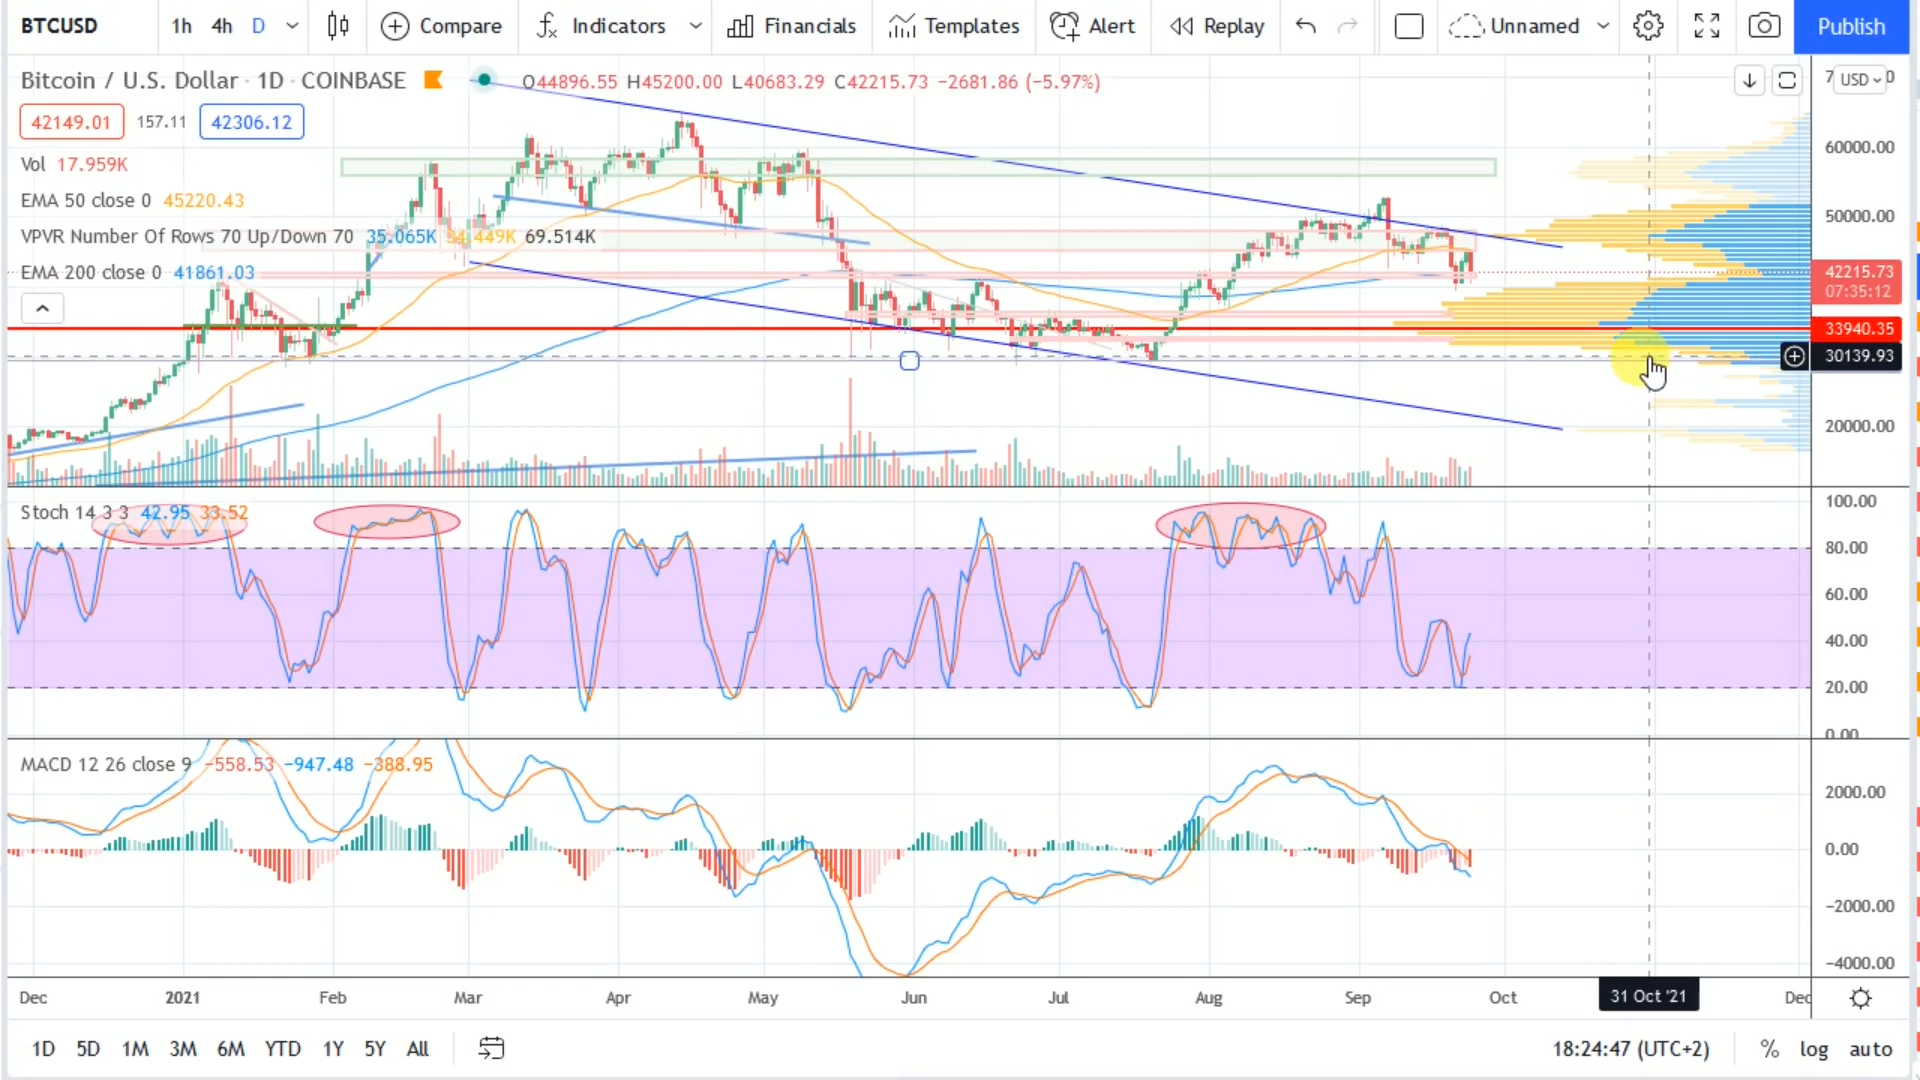 BTCUSD 1h 4h D Compare Indicators Financials Templates Alert Replay Unnamed Publish
Bitcoin / U.S. Dollar · 1D · COINBASE O44896.55 H45200.00 L40683.29 C42215.73 −2681.86 (−5.97%)
USD
42149.01 157.11 42306.12
60000.00
Vol 17.959K
EMA 50 close 0 45220.43
50000.00
VPVR Number Of Rows 70 Up/Down 70 35.065K 34.449K 69.514K
EMA 200 close 0 41861.03
42215.73
07:35:12
33940.35
30139.93
20000.00
100.00
Stoch 14 3 3 42.95 33.52
80.00
60.00
40.00
20.00
0.00
MACD 12 26 close 9 −558.53 −947.48 −388.95
2000.00
0.00
−2000.00
−4000.00
Dec 2021 Feb Mar Apr May Jun Jul Aug Sep Oct 31 Oct '21 Dec
1D 5D 1M 3M 6M YTD 1Y 5Y All 18:24:47 (UTC+2) % log auto